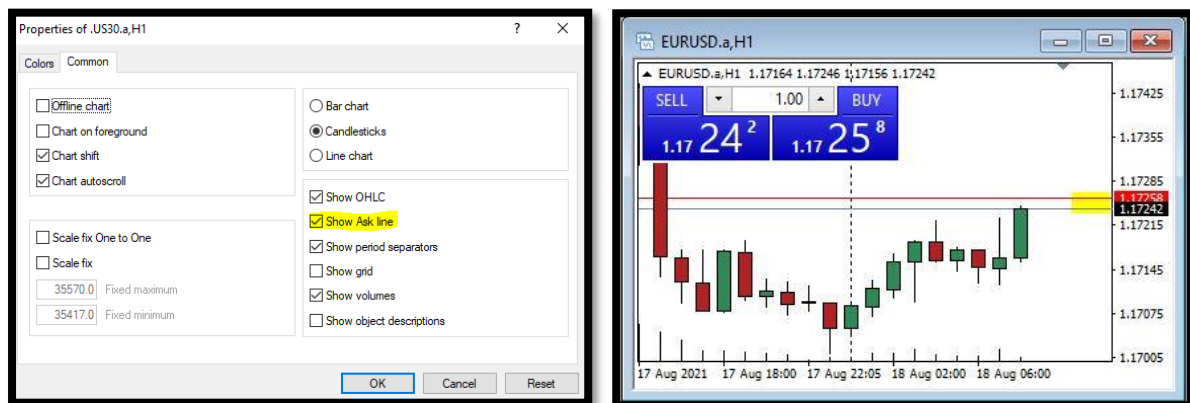 Properties of .US30.a,H1
? X
Colors Common
Offline chart
Chart on foreground
Chart shift
Chart autoscroll
Scale fix One to One
Scale fix
35570.0 Fixed maximum
35417.0 Fixed minimum
Bar chart
Candlesticks
Line chart
Show OHLC
Show Ask line
Show period separators
Show grid
Show volumes
Show object descriptions
OK Cancel Reset
EURUSD.a,H1
EURUSD.a,H1 1.17164 1.17246 1.17156 1.17242
SELL 1.00 BUY
1.17 24 2 1.17 25 8
1.17425
1.17355
1.17285
1.17258
1.17242
1.17215
1.17145
1.17075
1.17005
17 Aug 2021 17 Aug 18:00 17 Aug 22:05 18 Aug 02:00 18 Aug 06:00